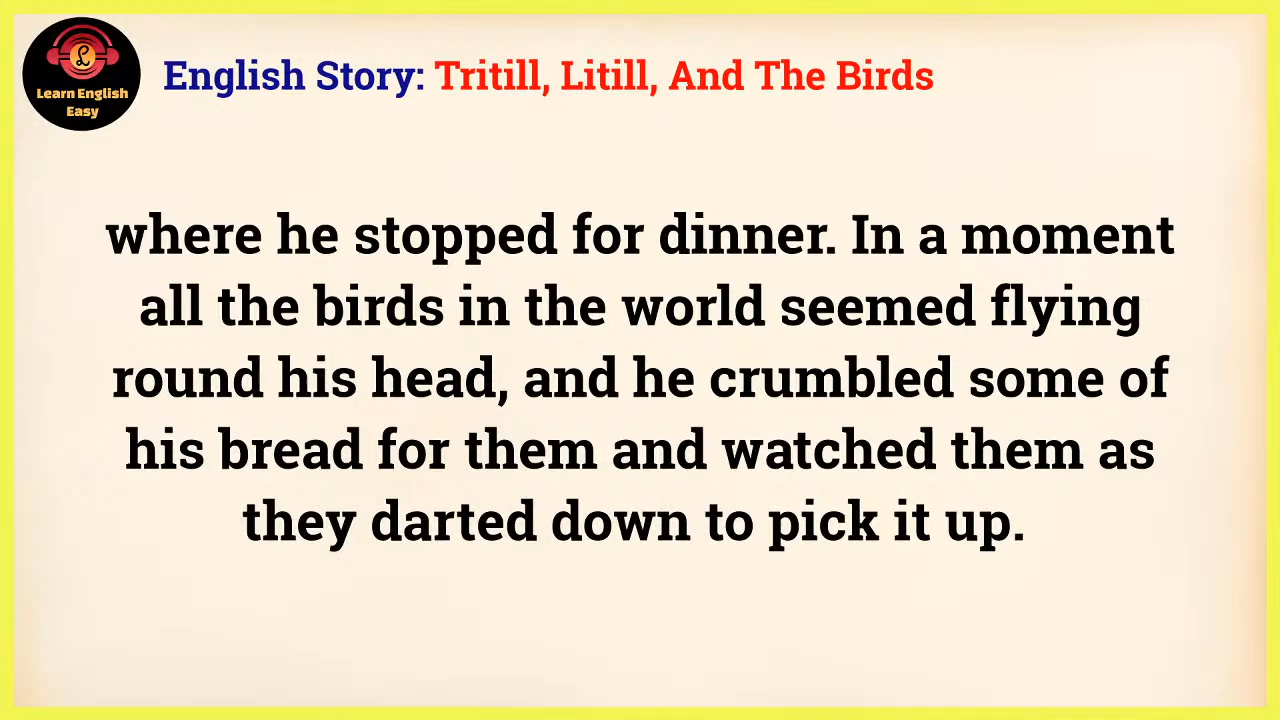 Learn English
Easy
English Story: Tritill, Litill, And The Birds
where he stopped for dinner. In a moment
all the birds in the world seemed flying
round his head, and he crumbled some of
his bread for them and watched them as
they darted down to pick it up.